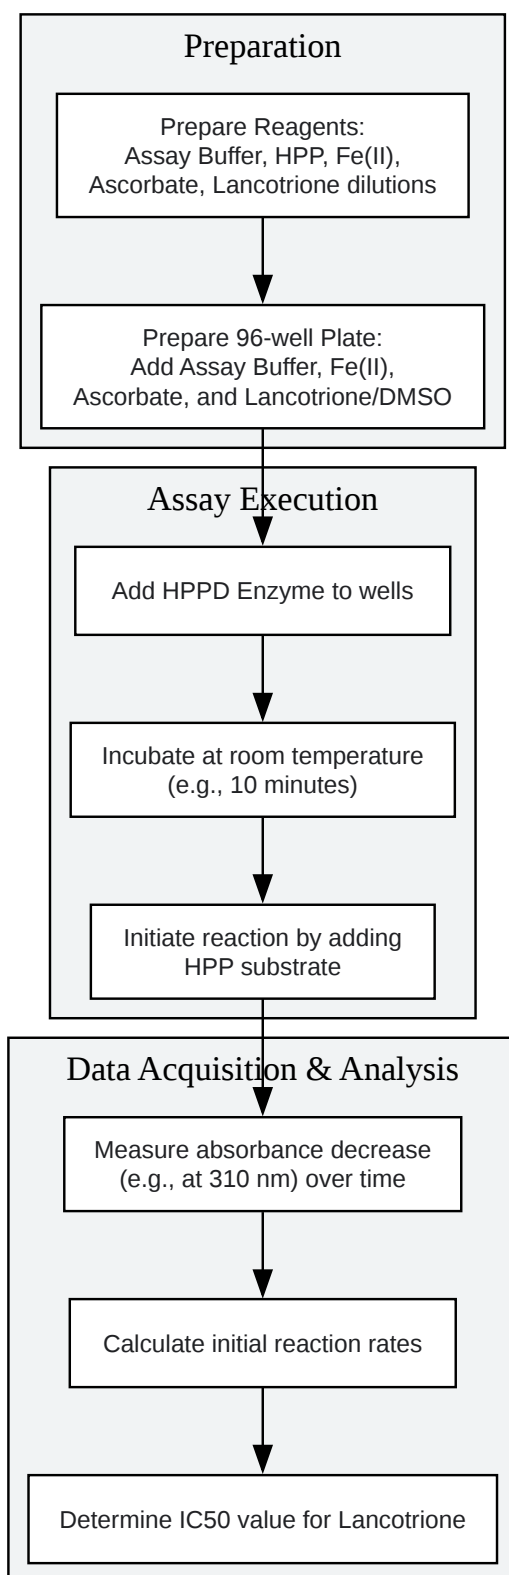 Preparation
Prepare Reagents:
Assay Buffer, HPP, Fe(II),
Ascorbate, Lancotrione dilutions
Prepare 96-well Plate:
Add Assay Buffer, Fe(II),
Ascorbate, and Lancotrione/DMSO
Assay Execution
Add HPPD Enzyme to wells
Incubate at room temperature
(e.g., 10 minutes)
Initiate reaction by adding
HPP substrate
Data Acquisition & Analysis
Measure absorbance decrease
(e.g., at 310 nm) over time
Calculate initial reaction rates
Determine IC50 value for Lancotrione